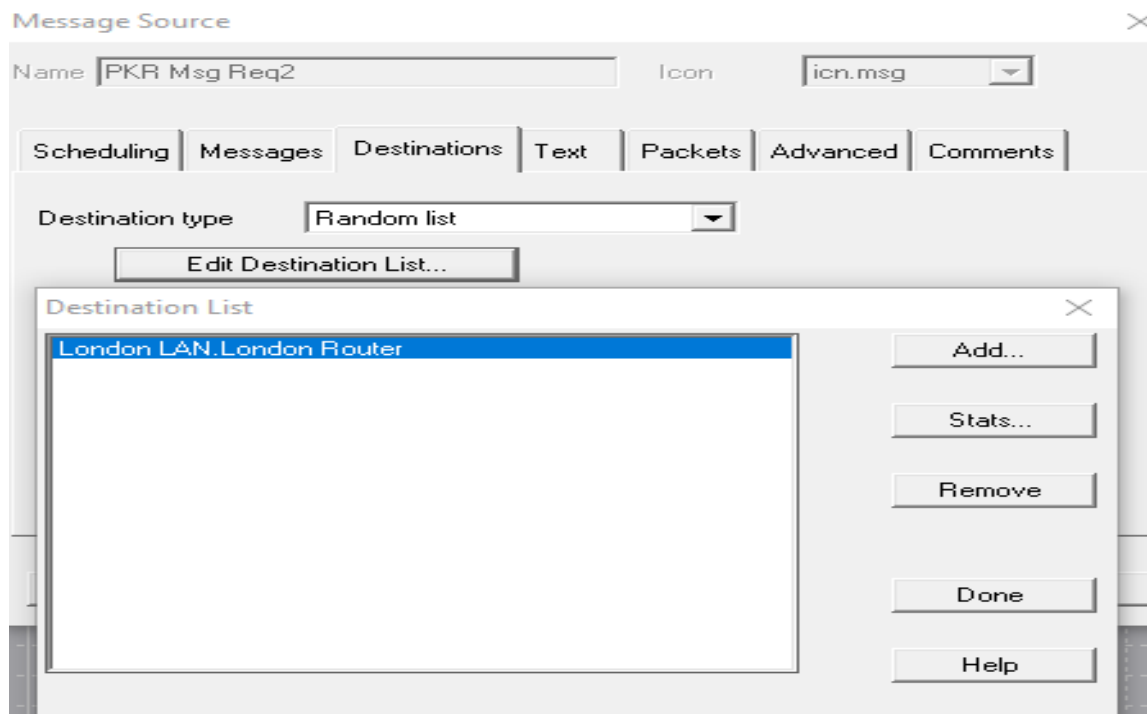 Message Source
Name PKR Msg Req2 Icon icn.msg
Scheduling Messages Destinations Text Packets Advanced Comments
Destination type Random list
Edit Destination List...
Destination List
London LAN.London Router
Add...
Stats...
Remove
Done
Help